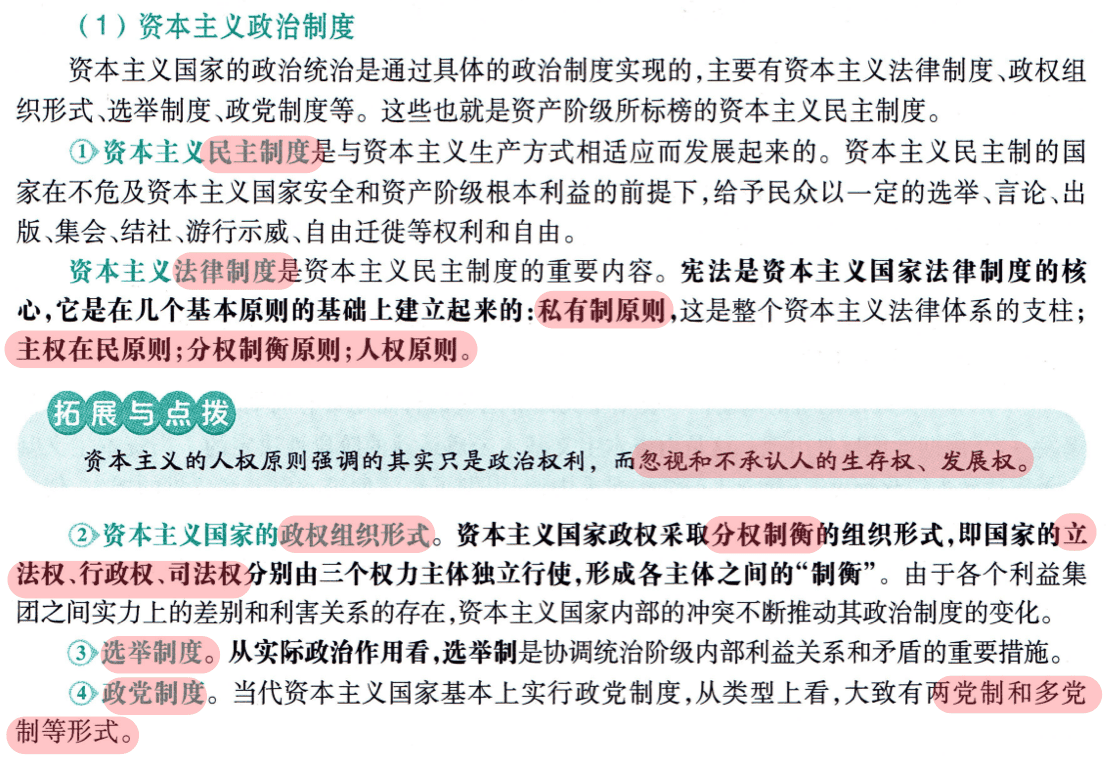 （1）资本主义政治制度
资本主义国家的政治统治是通过具体的政治制度实现的,主要有资本主义法律制度、政权组
织形式、选举制度、政党制度等。这些也就是资产阶级所标榜的资本主义民主制度。
①资本主义民主制度是与资本主义生产方式相适应而发展起来的。资本主义民主制的国
家在不危及资本主义国家安全和资产阶级根本利益的前提下,给予民众以一定的选举、言论、出
版、集会、结社、游行示威、自由迁徙等权利和自由。
资本主义法律制度是资本主义民主制度的重要内容。宪法是资本主义国家法律制度的核
心,它是在几个基本原则的基础上建立起来的:私有制原则,这是整个资本主义法律体系的支柱;
主权在民原则;分权制衡原则;人权原则。
拓展与点拨
资本主义的人权原则强调的其实只是政治权利，而忽视和不承认人的生存权、发展权。
②资本主义国家的政权组织形式。资本主义国家政权采取分权制衡的组织形式,即国家的立
法权、行政权、司法权分别由三个权力主体独立行使,形成各主体之间的“制衡”。由于各个利益集
团之间实力上的差别和利害关系的存在,资本主义国家内部的冲突不断推动其政治制度的变化。
③选举制度。从实际政治作用看,选举制是协调统治阶级内部利益关系和矛盾的重要措施。
④政党制度。当代资本主义国家基本上实行政党制度,从类型上看,大致有两党制和多党
制等形式。